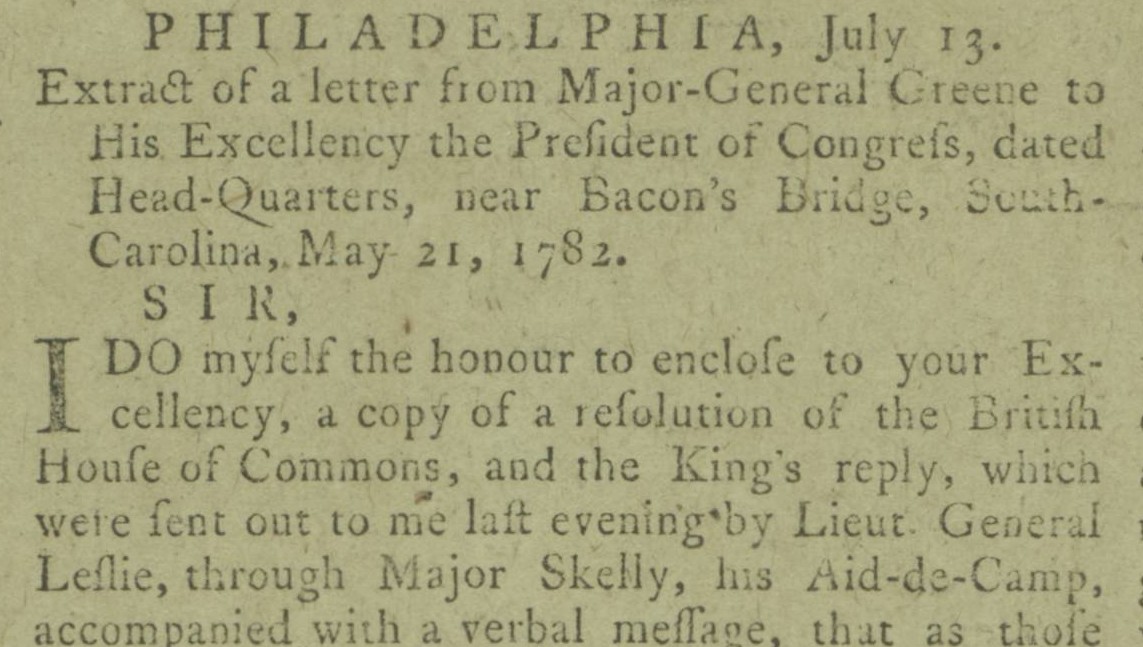 PHILADELPHIA, July 13.
Extract of a letter from Major-General Greene to
His Excellency the Preſident of Congreſs, dated
Head-Quarters, near Bacon's Bridge, South-
Carolina, May 21, 1782.
SIR,
I DO myſelf the honour to encloſe to your Ex-
cellency, a copy of a reſolution of the Britiſh
Houſe of Commons, and the King's reply, which
were ſent out to me laſt evening by Lieut. General
Leſlie, through Major Skelly, his Aid-de-Camp,
accompanied with a verbal meſſage, that as thoſe